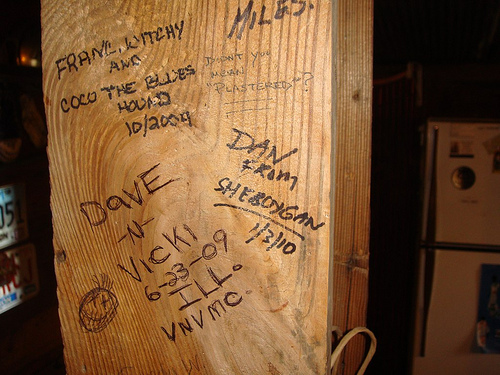 MILES.
FRANK, WITCHY
AND
COCO THE BLUES
HOUND
10/2009
DON'T YOU
MEAN
"PLASTERED"?
DAN
FROM
SHEBOYGAN
1/3/10
DAVE
-N-
VICKI
6-23-09
ILL.
VNVMC